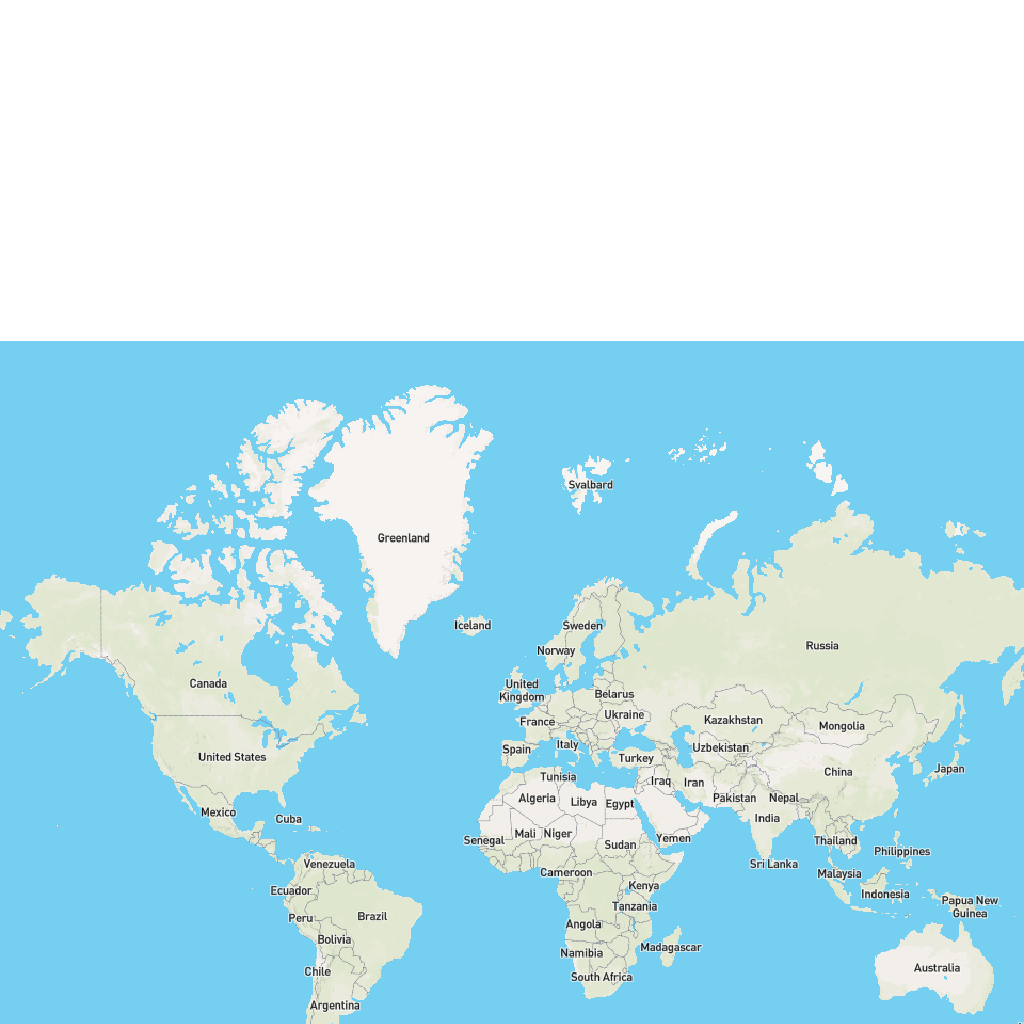 Svalbard
Greenland
Iceland
Sweden
Norway
Russia
Canada
United
Kingdom
Belarus
Ukraine
France
Kazakhstan
Mongolia
Italy
Spain
Uzbekistan
United States
Turkey
Japan
China
Tunisia
Iraq
Iran
Algeria
Libya
Egypt
Pakistan
Nepal
Mexico
Cuba
India
Senegal
Mali
Niger
Yemen
Thailand
Sudan
Philippines
Venezuela
Sri Lanka
Cameroon
Malaysia
Kenya
Ecuador
Indonesia
Papua New
Guinea
Tanzania
Peru
Brazil
Angola
Bolivia
Madagascar
Namibia
Australia
Chile
South Africa
Argentina